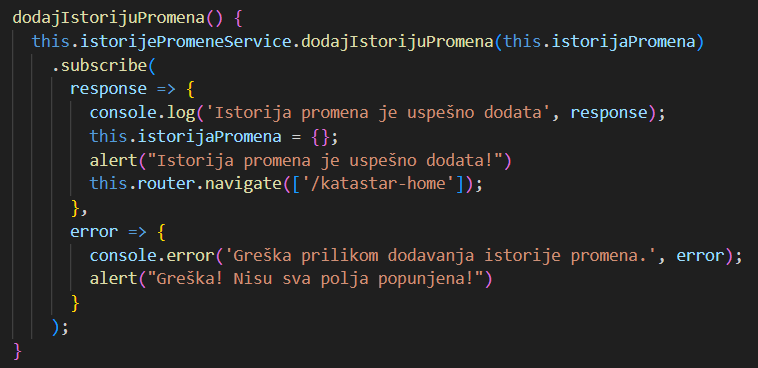 dodajIstorijuPromena() {
this.istorijePromeneService.dodajIstorijuPromena(this.istorijaPromena)
.subscribe(
response => {
console.log('Istorija promena je uspešno dodata', response);
this.istorijaPromena = {};
alert("Istorija promena je uspešno dodata!")
this.router.navigate(['/katastar-home']);
},
error => {
console.error('Greška prilikom dodavanja istorije promena.', error);
alert("Greška! Nisu sva polja popunjena!")
}
);
}